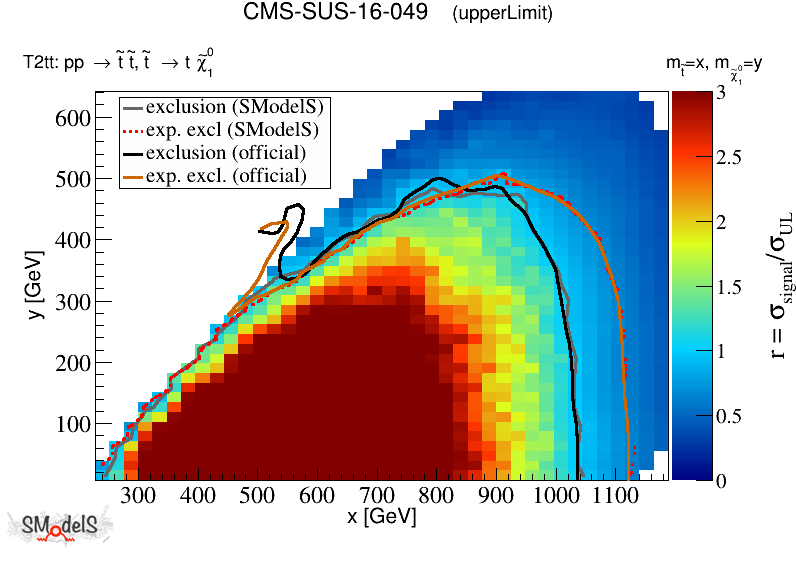 CMS-SUS-16-049 (upperLimit)
T2tt: pp → t̃ t̃, t̃ → t χ̃⁰₁
m_t̃=x, m_χ̃⁰₁=y
exclusion (SModelS)
exp. excl (SModelS)
exclusion (official)
exp. excl. (official)
600
500
400
300
200
100
y [GeV]
300 400 500 600 700 800 900 1000 1100
x [GeV]
3
2.5
2
1.5
1
0.5
0
r = σ_signal/σ_UL
SModelS